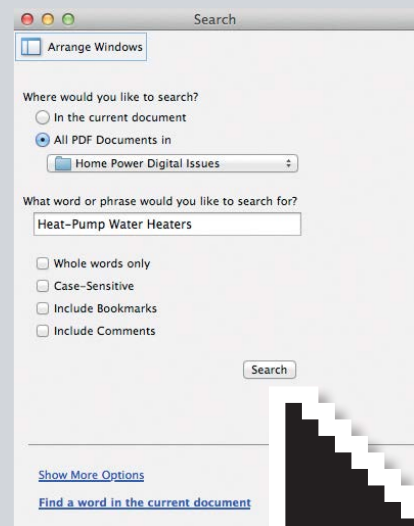 Search
Arrange Windows
Where would you like to search?
In the current document
All PDF Documents in
Home Power Digital Issues
What word or phrase would you like to search for?
Heat-Pump Water Heaters
Whole words only
Case-Sensitive
Include Bookmarks
Include Comments
Search
Show More Options
Find a word in the current document